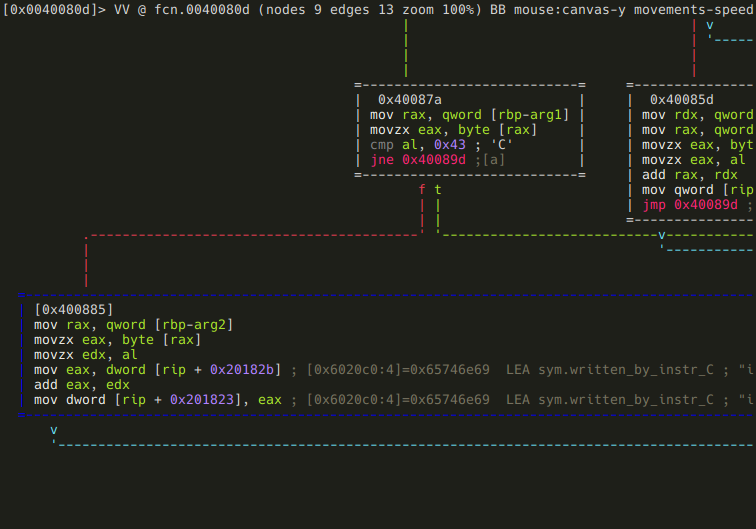 [0x0040080d]> VV @ fcn.0040080d (nodes 9 edges 13 zoom 100%) BB mouse:canvas-y movements-speed
v
0x40087a
mov rax, qword [rbp-arg1]
movzx eax, byte [rax]
cmp al, 0x43 ; 'C'
jne 0x40089d ;[a]
0x40085d
mov rdx, qword
mov rax, qword
movzx eax, byt
movzx eax, al
add rax, rdx
mov qword [rip
jmp 0x40089d ;
f t
v
[0x400885]
mov rax, qword [rbp-arg2]
movzx eax, byte [rax]
movzx edx, al
mov eax, dword [rip + 0x20182b] ; [0x6020c0:4]=0x65746e69 LEA sym.written_by_instr_C ; "i
add eax, edx
mov dword [rip + 0x201823], eax ; [0x6020c0:4]=0x65746e69 LEA sym.written_by_instr_C ; "i
v